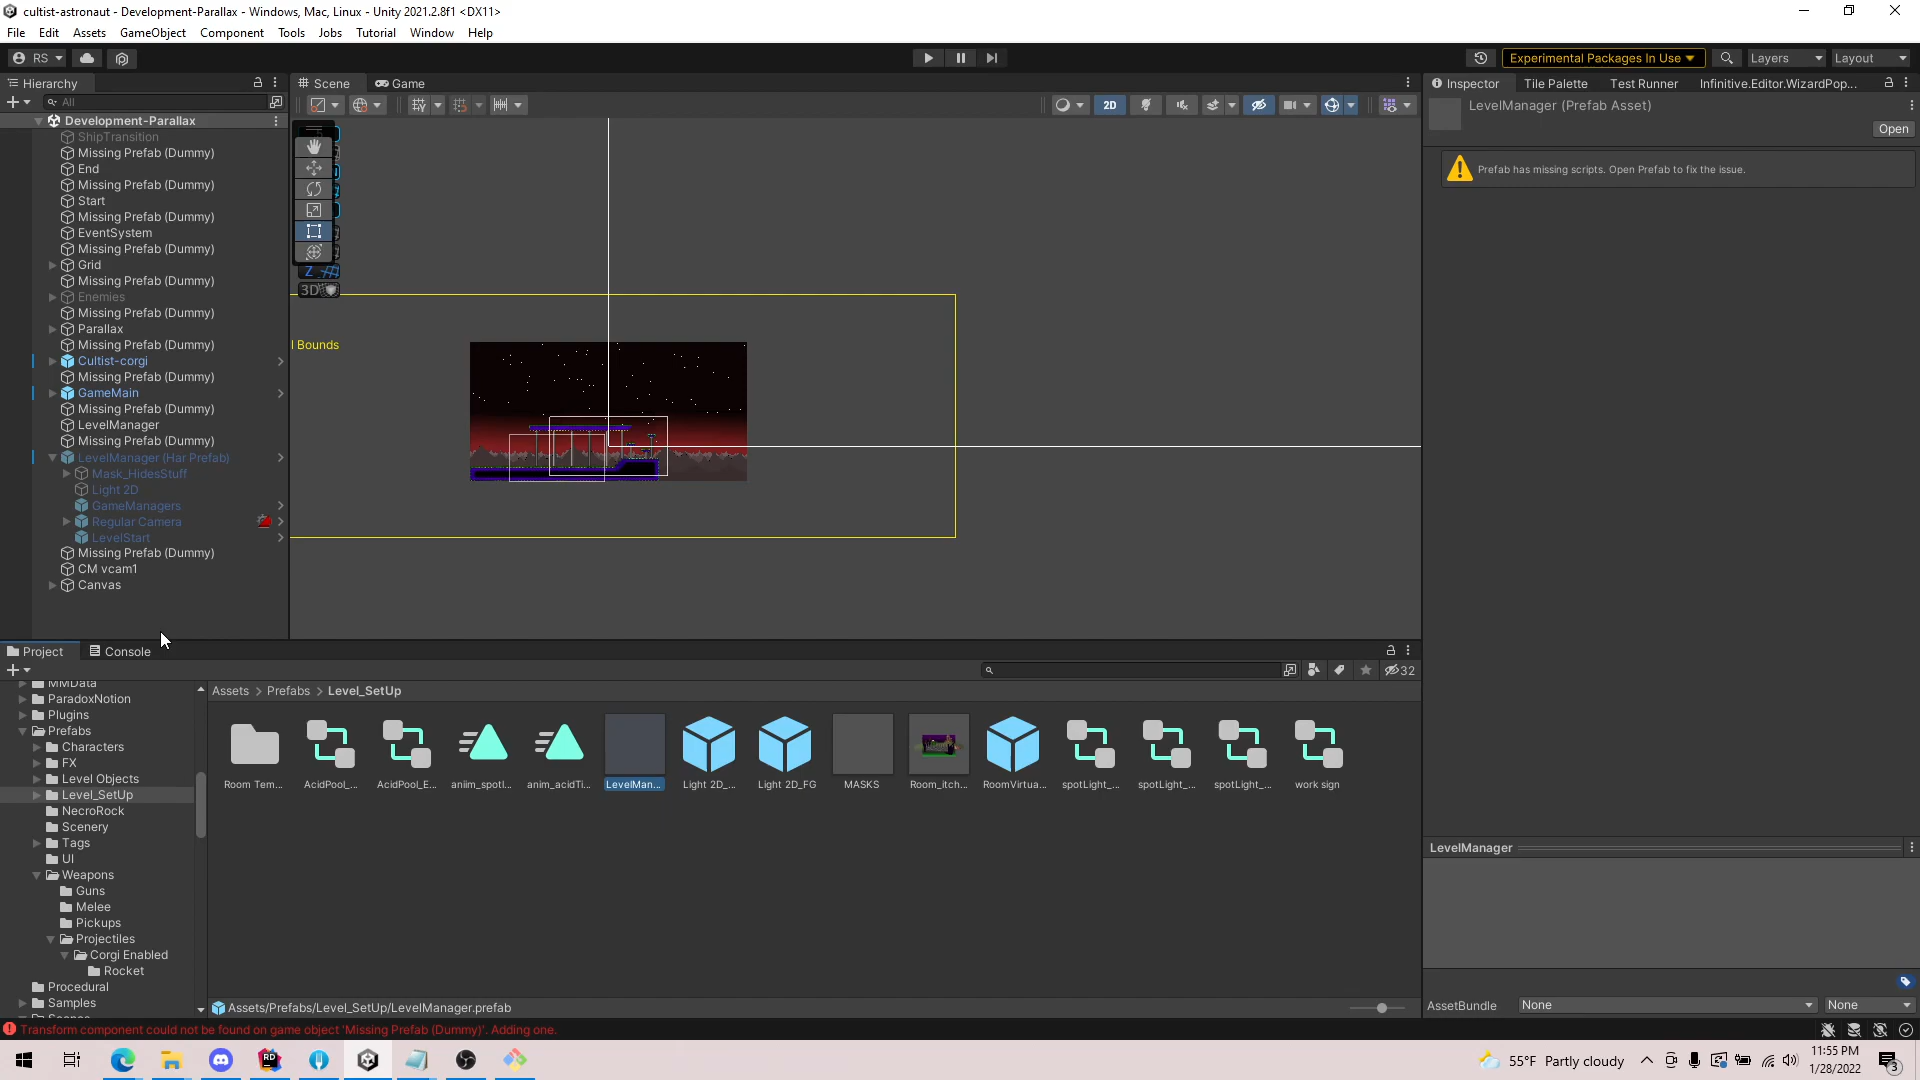 cultist-astronaut - Development-Parallax - Windows, Mac, Linux - Unity 2021.2.8f1 <DX11>
File Edit Assets GameObject Component Tools Jobs Tutorial Window Help
RS Experimental Packages In Use Layers Layout
Hierarchy Scene Game Inspector Tile Palette Test Runner Infinitive.Editor.WizardPop...
All 2D
LevelManager (Prefab Asset)
Open
Prefab has missing scripts. Open Prefab to fix the issue.
Development-Parallax
ShipTransition
Missing Prefab (Dummy)
End
Missing Prefab (Dummy)
Start
Missing Prefab (Dummy)
EventSystem
Missing Prefab (Dummy)
Grid
Missing Prefab (Dummy)
Enemies
Missing Prefab (Dummy)
Parallax
Missing Prefab (Dummy)
Cultist-corgi
Missing Prefab (Dummy)
GameMain
Missing Prefab (Dummy)
LevelManager
Missing Prefab (Dummy)
LevelManager (Har Prefab)
Mask_HidesStuff
Light 2D
GameManagers
Regular Camera
LevelStart
Missing Prefab (Dummy)
CM vcam1
Canvas
Z
3D
l Bounds
Project Console
32
MMData
ParadoxNotion
Plugins
Prefabs
Characters
FX
Level Objects
Level_SetUp
NecroRock
Scenery
Tags
UI
Weapons
Guns
Melee
Pickups
Projectiles
Corgi Enabled
Rocket
Procedural
Samples
Assets > Prefabs > Level_SetUp
Room Tem... AcidPool_... AcidPool_E... aniim_spotl... anim_acidTi... LevelMan... Light 2D_... Light 2D_FG MASKS Room_itch... RoomVirtua... spotLight_... spotLight_... spotLight_... work sign
Assets/Prefabs/Level_SetUp/LevelManager.prefab
LevelManager
AssetBundle None None
Transform component could not be found on game object 'Missing Prefab (Dummy)'. Adding one.
RD
55°F Partly cloudy
11:55 PM
1/28/2022
3